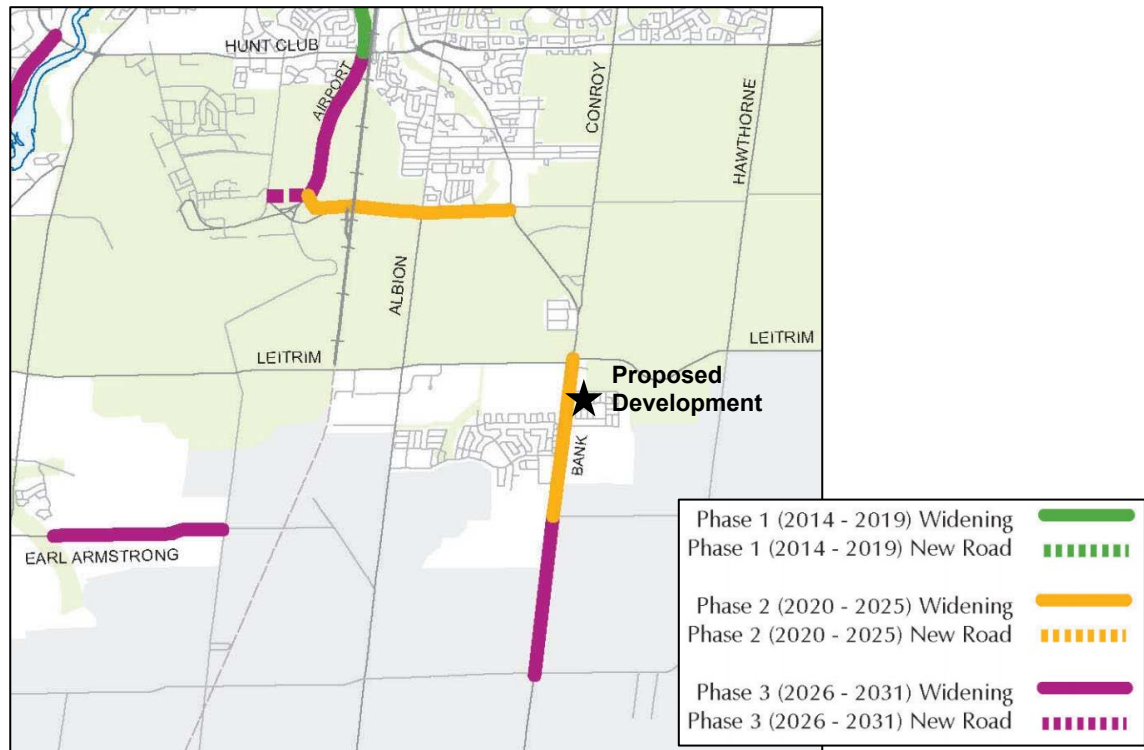 HUNT CLUB
AIRPORT
CONROY
HAWTHORNE
ALBION
LEITRIM
LEITRIM
Proposed
Development
BANK
EARL ARMSTRONG
Phase 1 (2014 - 2019) Widening
Phase 1 (2014 - 2019) New Road
Phase 2 (2020 - 2025) Widening
Phase 2 (2020 - 2025) New Road
Phase 3 (2026 - 2031) Widening
Phase 3 (2026 - 2031) New Road